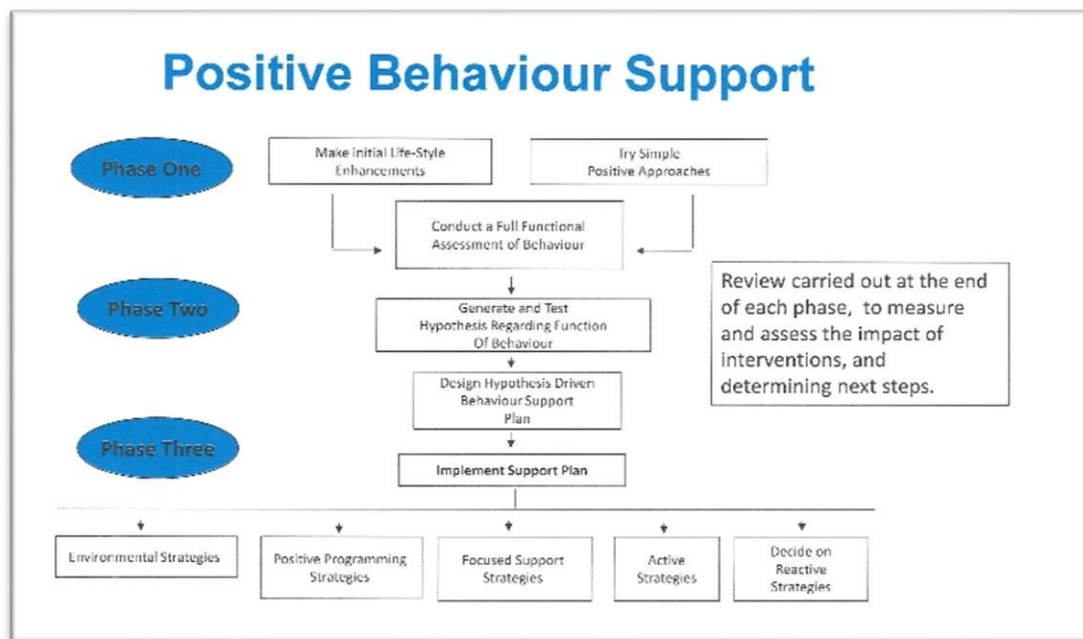 Positive Behaviour Support
Phase One
Make initial Life-Style
Enhancements
Try Simple
Positive Approaches
Conduct a Full Functional
Assessment of Behaviour
Phase Two
Generate and Test
Hypothesis Regarding Function
Of Behaviour
Review carried out at the end
of each phase, to measure
and assess the impact of
interventions, and
determining next steps.
Design Hypothesis Driven
Behaviour Support
Plan
Phase Three
Implement Support Plan
Environmental Strategies
Positive Programming
Strategies
Focused Support
Strategies
Active
Strategies
Decide on
Reactive
Strategies